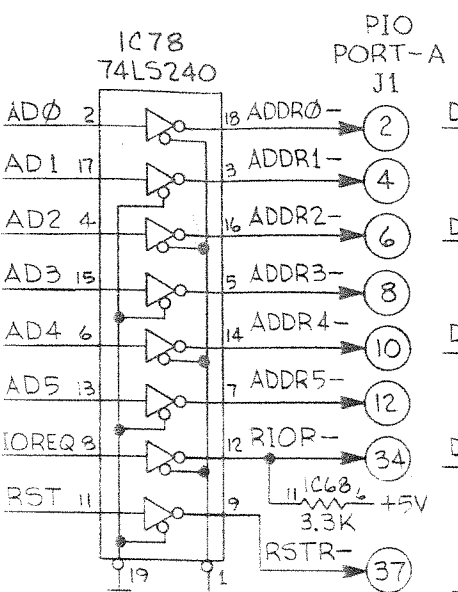 IC78
74LS240
PIO
PORT-A
J1
ADØ 2 18 ADDRØ- 2
AD1 17 3 ADDR1- 4
AD2 4 16 ADDR2- 6
AD3 15 5 ADDR3- 8
AD4 6 14 ADDR4- 10
AD5 13 7 ADDR5- 12
IOREQ 8 12 RIOR- 34
11 IC68 6 +5V
3.3K
RST 11 9 RSTR- 37
19 1